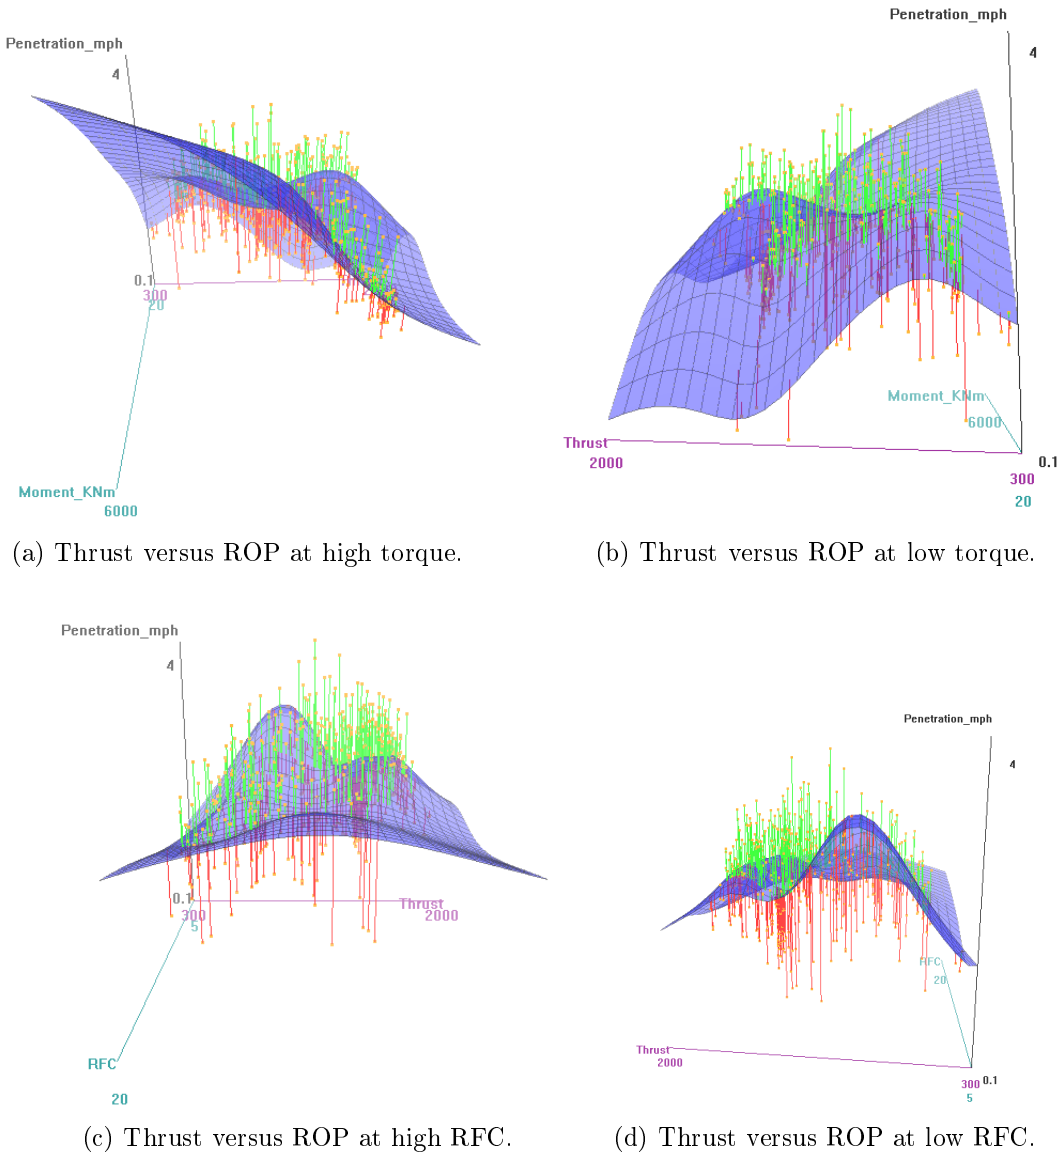 Penetration_mph
4
0.1
300
20
Moment_KNm
6000
(a) Thrust versus ROP at high torque.
Penetration_mph
4
Moment_KNm
6000
Thrust
2000
0.1
300
20
(b) Thrust versus ROP at low torque.
Penetration_mph
4
0.1
300
5
Thrust
2000
RFC
20
(c) Thrust versus ROP at high RFC.
Penetration_mph
4
RFC
20
Thrust
2000
300
0.1
5
(d) Thrust versus ROP at low RFC.